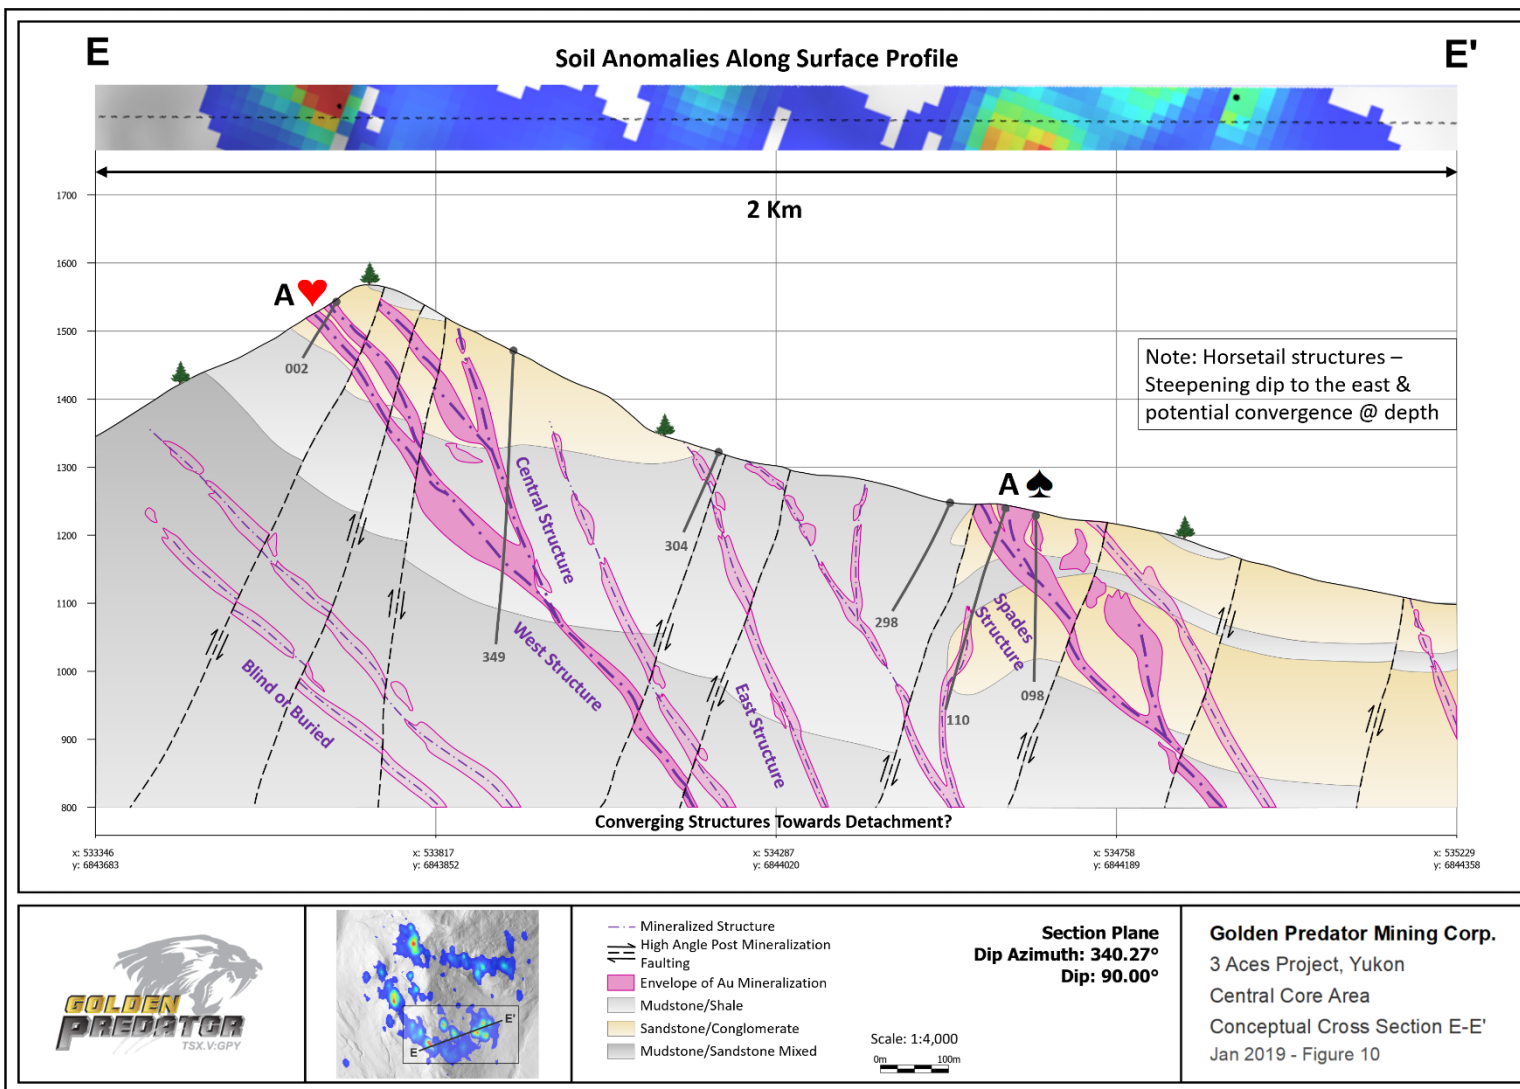 E
Soil Anomalies Along Surface Profile
E'
2 Km
1700
1600
1500
1400
1300
1200
1100
1000
900
800
A
002
Note: Horsetail structures –
Steepening dip to the east &
potential convergence @ depth
A
Central Structure
304
298
349
West Structure
Spades
Structure
Blind or Buried
East Structure
110
098
Converging Structures Towards Detachment?
x: 533346
y: 6843683
x: 533817
y: 6843852
x: 534287
y: 6844020
x: 534758
y: 6844189
x: 535229
y: 6844358
GOLDEN
PREDATOR
TSX.V:GPY
E
E'
Mineralized Structure
High Angle Post Mineralization
Faulting
Envelope of Au Mineralization
Mudstone/Shale
Sandstone/Conglomerate
Mudstone/Sandstone Mixed
Section Plane
Dip Azimuth: 340.27°
Dip: 90.00°
Scale: 1:4,000
0m 100m
Golden Predator Mining Corp.
3 Aces Project, Yukon
Central Core Area
Conceptual Cross Section E-E'
Jan 2019 - Figure 10